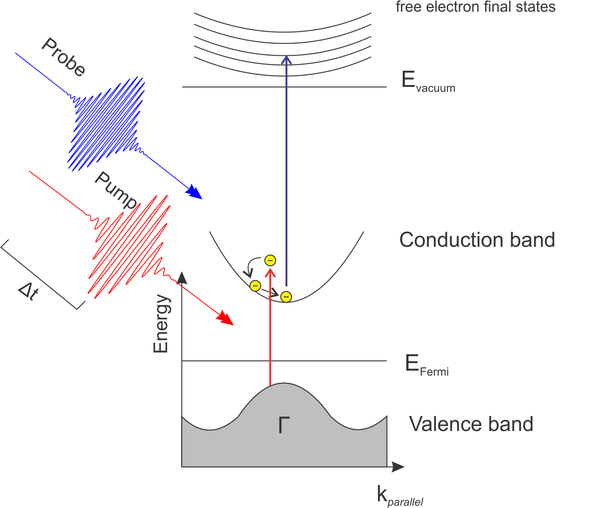 free electron final states
Probe
E vacuum
Pump
Conduction band
Δt
Energy
E Fermi
Γ
Valence band
k parallel